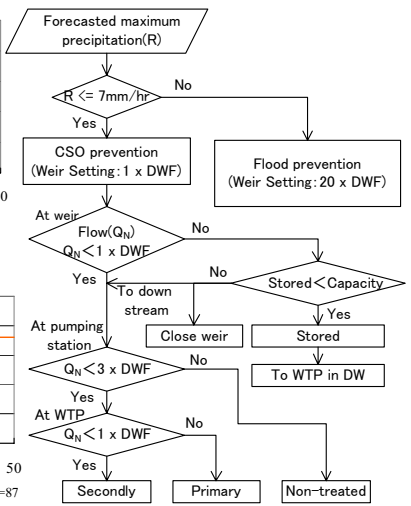 Forecasted maximum
precipitation(R)
R <= 7mm/hr
No
Yes
CSO prevention
(Weir Setting:1 x DWF)
Flood prevention
(Weir Setting:20 x DWF)
0
At weir
Flow(QN)
QN<1 x DWF
No
Yes
To down
stream
No
Stored<Capacity
Yes
At pumping
station
Close weir
Stored
QN<3 x DWF
No
To WTP in DW
Yes
At WTP
QN<1 x DWF
No
Yes
50
=87
Secondly
Primary
Non-treated